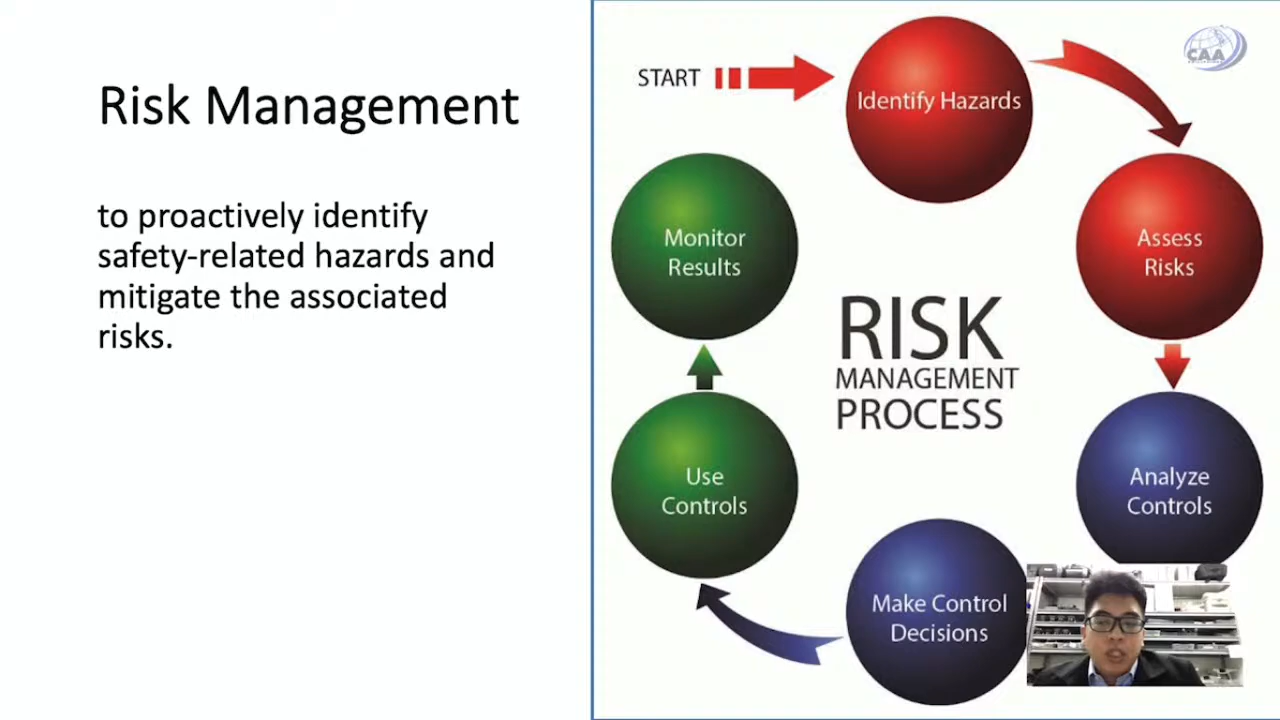 Risk Management
to proactively identify
safety-related hazards and
mitigate the associated
risks.
START
Identify Hazards
Assess
Risks
Analyze
Controls
Make Control
Decisions
Use
Controls
Monitor
Results
RISK
MANAGEMENT
PROCESS
CAA